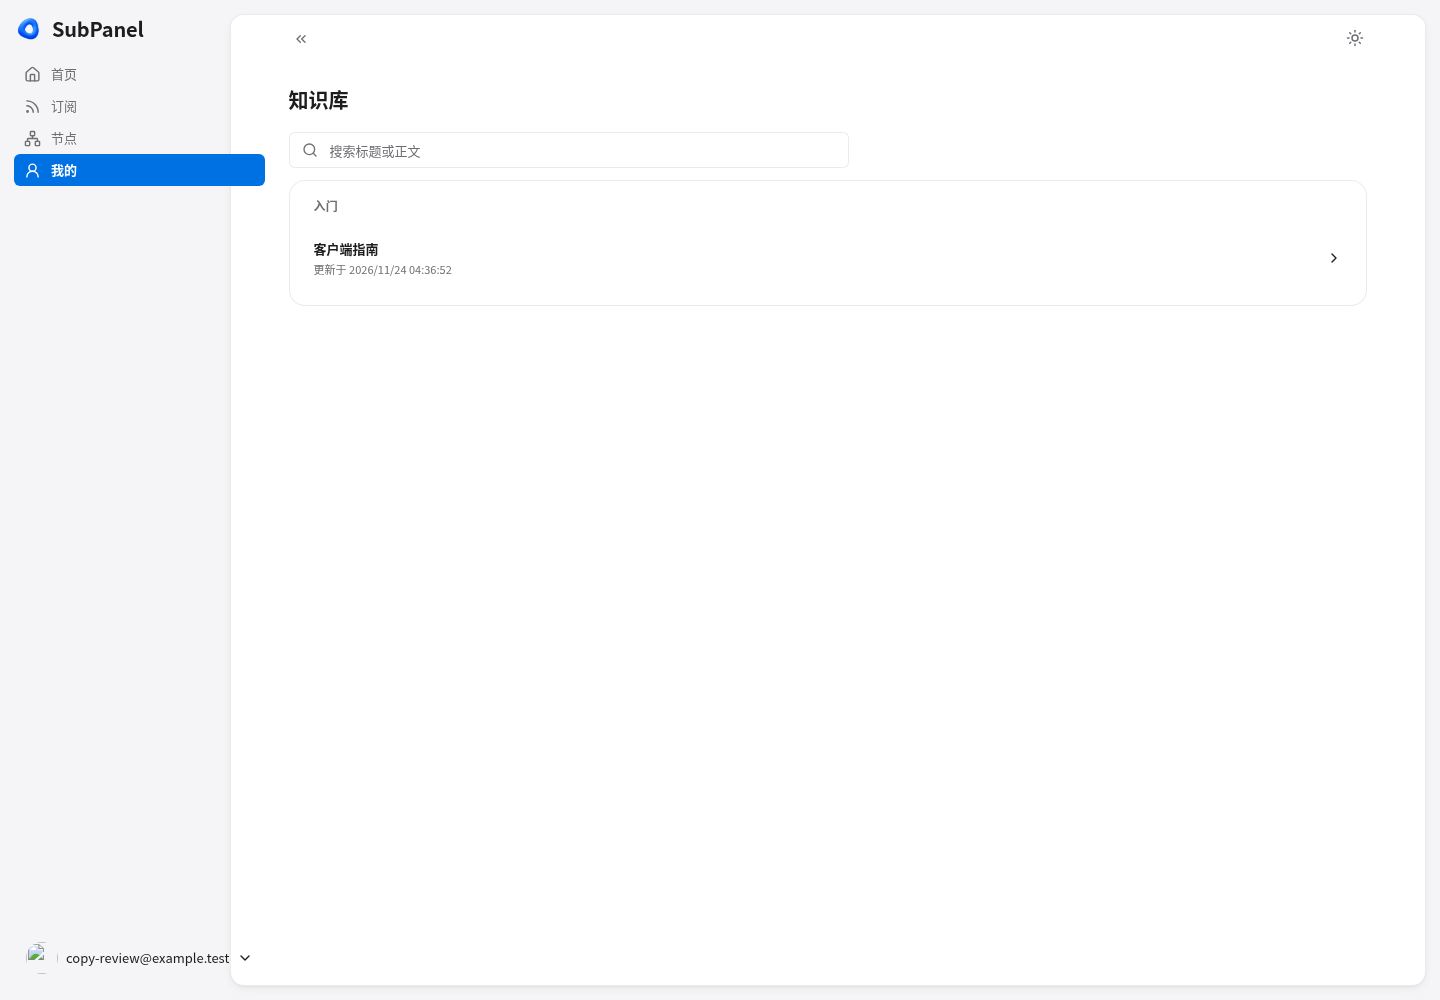 SubPanel
首页
订阅
节点
我的
知识库
搜索标题或正文
入门
客户端指南
更新于 2026/11/24 04:36:52
copy-review@example.test